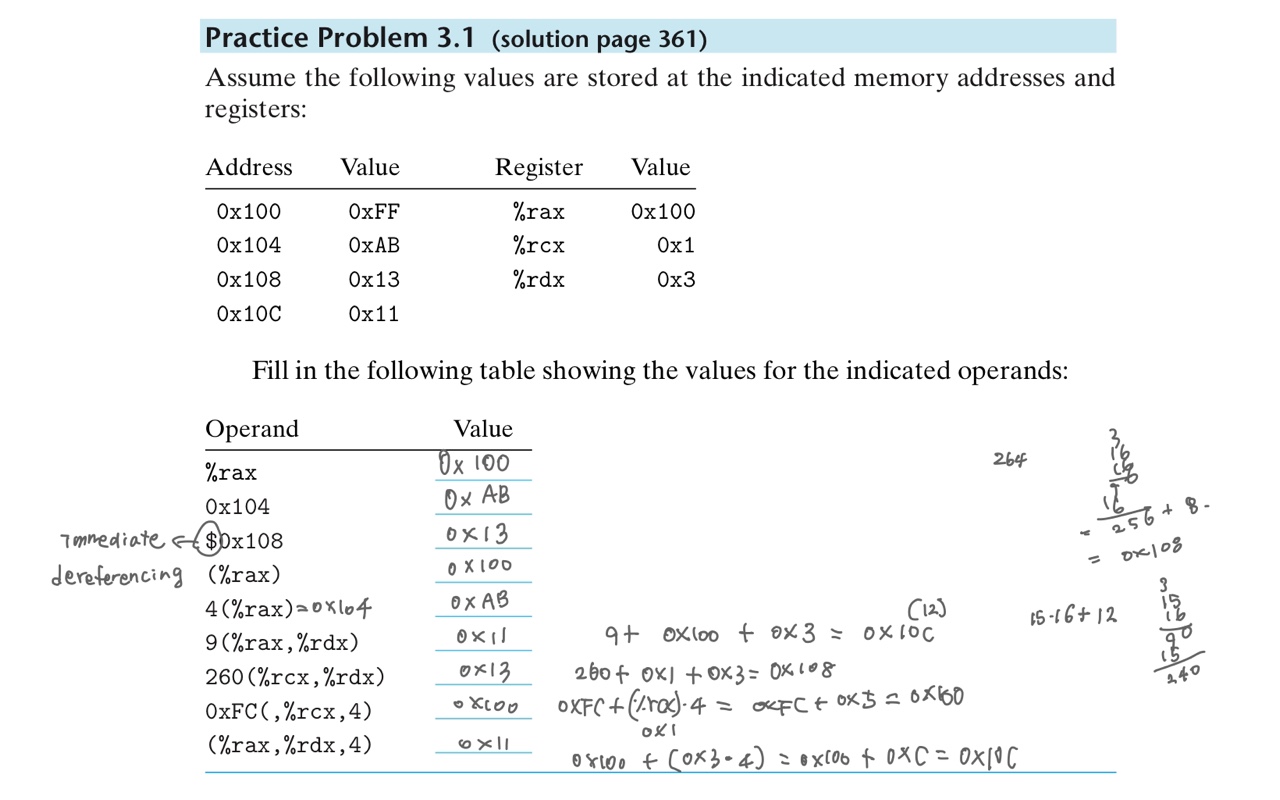 Practice Problem 3.1 (solution page 361)
Assume the following values are stored at the indicated memory addresses and
registers:
Address Value Register Value
0x100 0xFF %rax 0x100
0x104 0xAB %rcx 0x1
0x108 0x13 %rdx 0x3
0x10C 0x11
Fill in the following table showing the values for the indicated operands:
Operand Value
%rax 0x 100
0x104 0x AB
immediate ← $0x108 0x13
dereferencing (%rax) 0x100
4(%rax)=0x104 0xAB
9(%rax,%rdx) 0x11 9+ 0x100 + 0x3 = 0x10C (12)
260(%rcx,%rdx) 0x13 260+ 0x1 + 0x3= 0x108
0xFC(,%rcx,4) 0x100 0xFC+(%rcx)·4 = 0xFC+ 0x3 = 0x100
0x1
(%rax,%rdx,4) 0x11 0x100 + (0x3·4) = 0x100 + 0xC = 0x10C
264
3
16
16
16
= 256 + 8·
= 0x108
15·16+12
3
15
16
90
15
240